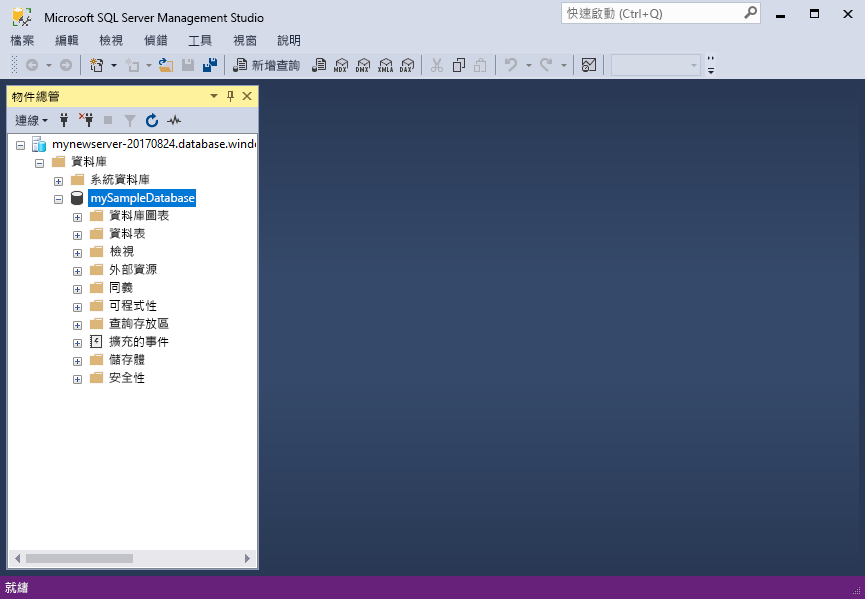 Microsoft SQL Server Management Studio
快速啟動 (Ctrl+Q)
檔案 編輯 檢視 偵錯 工具 視窗 說明
新增查詢 MDX DMX XMLA DAX
物件總管
連線
mynewserver-20170824.database.wind
資料庫
系統資料庫
mySampleDatabase
資料庫圖表
資料表
檢視
外部資源
同義
可程式性
查詢存放區
擴充的事件
儲存體
安全性
就緒